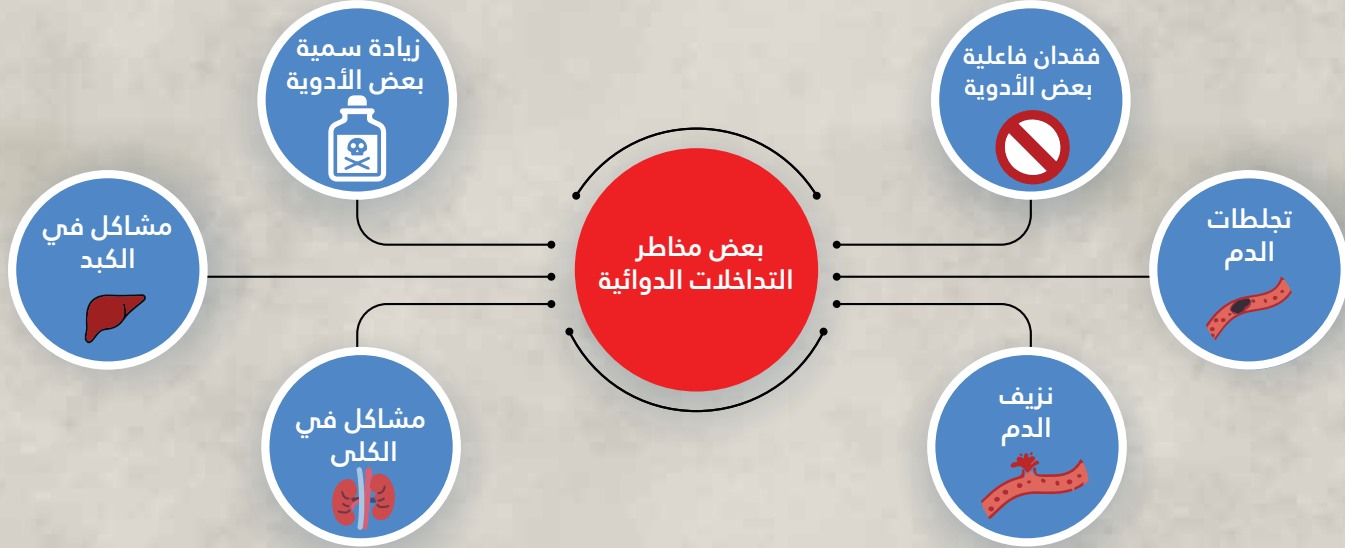 بعض مخاطر
التداخلات الدوائية
فقدان فاعلية
بعض الأدوية
تجلطات
الدم
نزيف
الدم
زيادة سمية
بعض الأدوية
مشاكل في
الكبد
مشاكل في
الكلى